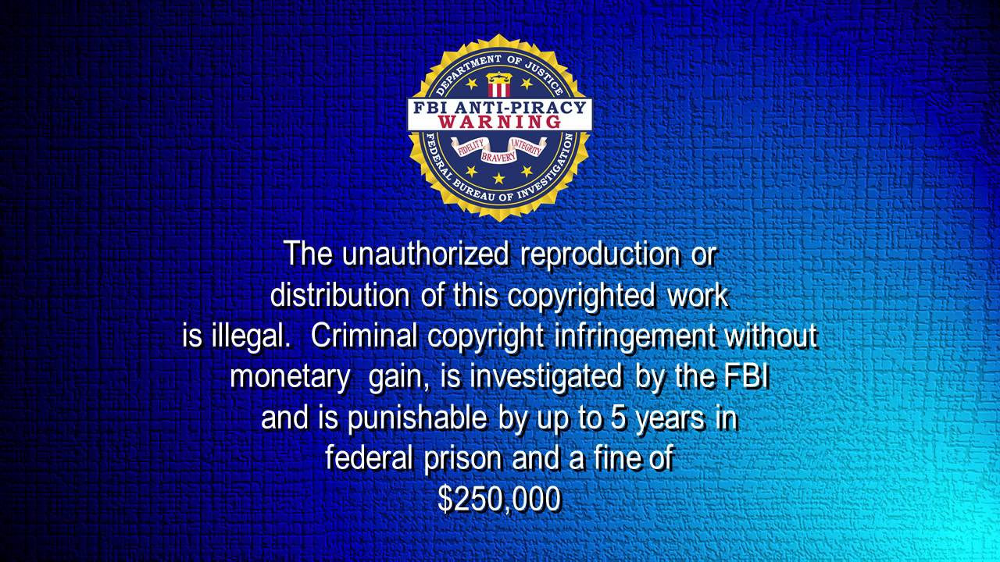 DEPARTMENT OF JUSTICE
FBI ANTI-PIRACY
WARNING
FIDELITY BRAVERY INTEGRITY
FEDERAL BUREAU OF INVESTIGATION
The unauthorized reproduction or
distribution of this copyrighted work
is illegal. Criminal copyright infringement without
monetary gain, is investigated by the FBI
and is punishable by up to 5 years in
federal prison and a fine of
$250,000